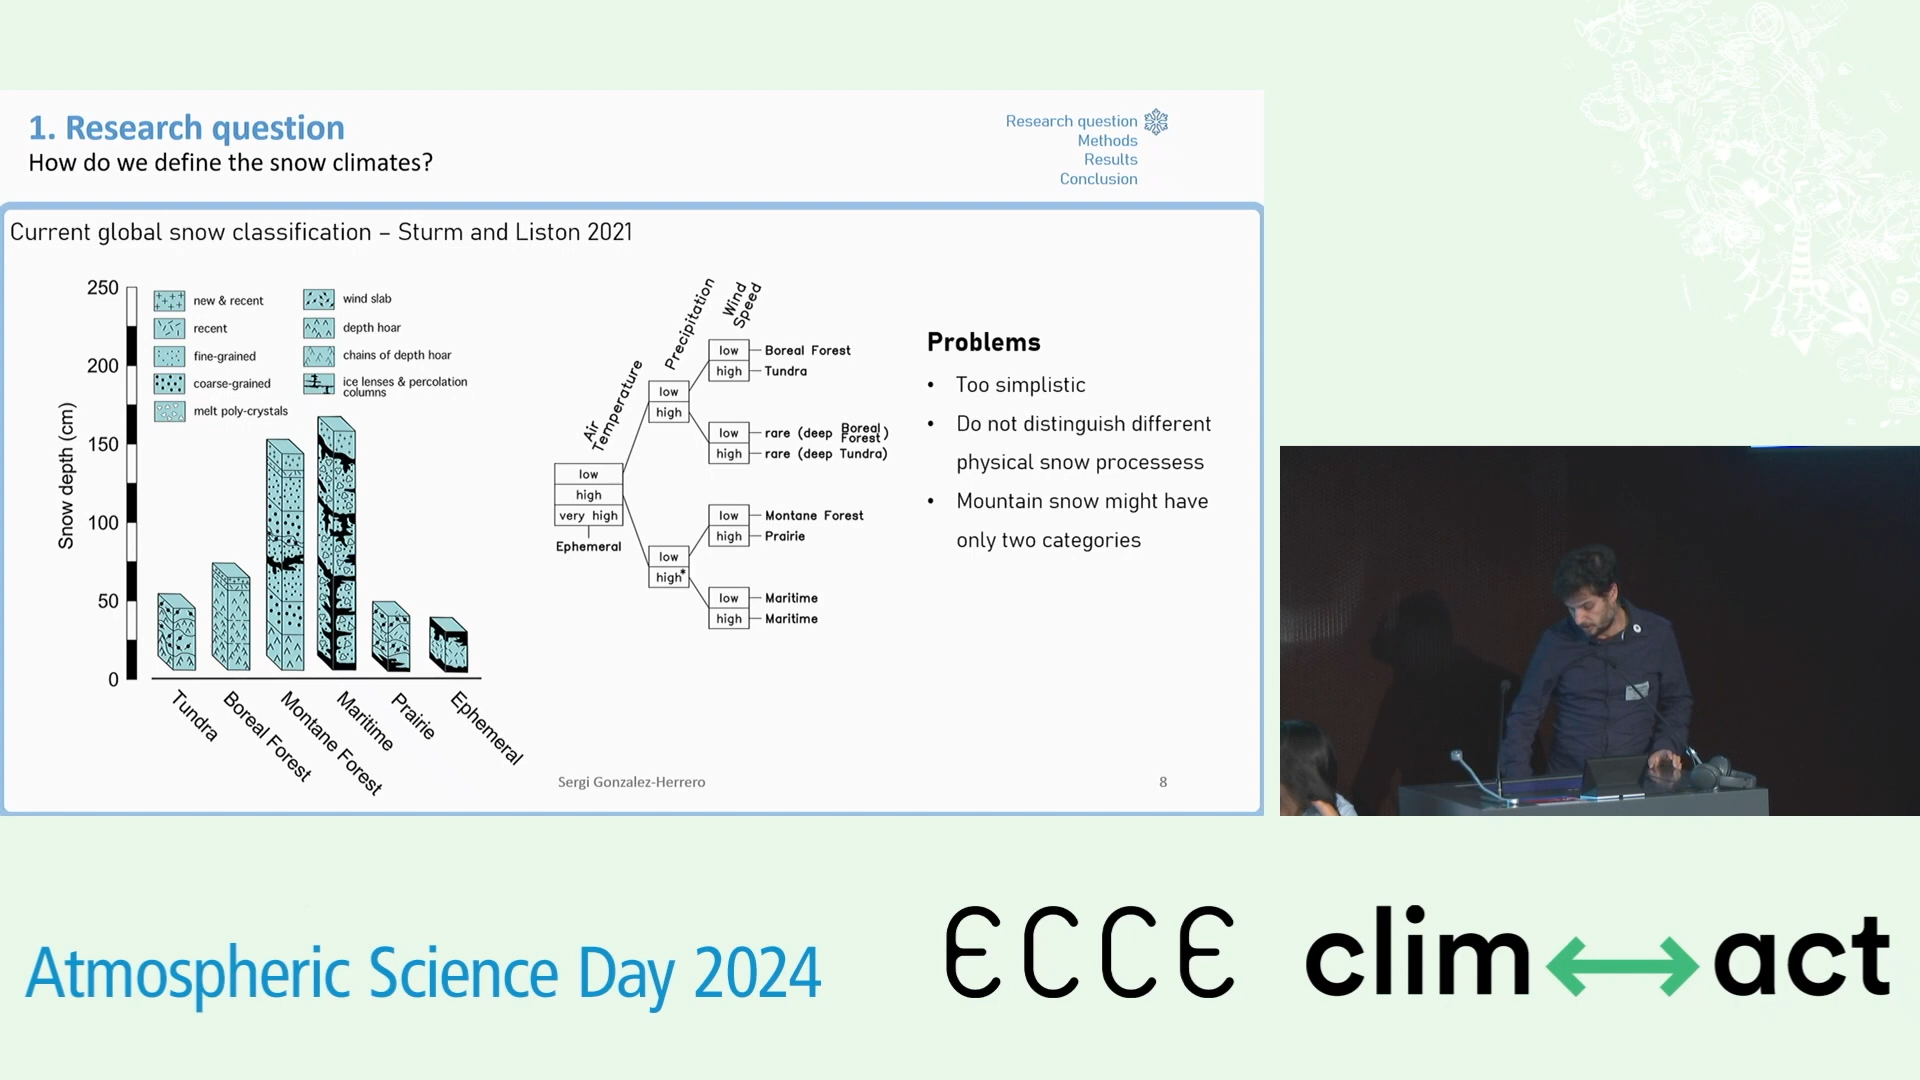 1. Research question
How do we define the snow climates?
Research question
Methods
Results
Conclusion
Current global snow classification – Sturm and Liston 2021
Snow depth (cm)
250
200
150
100
50
0
new & recent
recent
fine-grained
coarse-grained
melt poly-crystals
wind slab
depth hoar
chains of depth hoar
ice lenses & percolation
columns
Tundra
Boreal Forest
Montane Forest
Maritime
Prairie
Ephemeral
Air
Temperature
Precipitation
Wind
Speed
low
high
very high
Ephemeral
low
high
low
high*
low
high
Boreal Forest
Tundra
low
high
rare (deep Boreal
Forest)
rare (deep Tundra)
low
high
Montane Forest
Prairie
low
high
Maritime
Maritime
Problems
• Too simplistic
• Do not distinguish different
physical snow processess
• Mountain snow might have
only two categories
Sergi Gonzalez-Herrero
8
Atmospheric Science Day 2024
ECCE
clim act